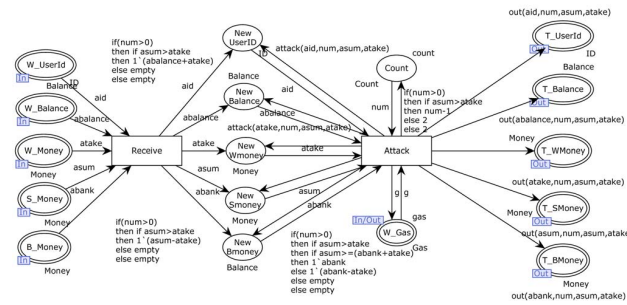 W_UserId
In
ID
aid
Balance
W_Balance
In
abalance
W_Money
In
Money
atake
S_Money
In
Money
asum
B_Money
In
Money
abank
if(num>0)
then if asum>atake
then 1`(abalance+atake)
else empty
else empty
Receive
if(num>0)
then if asum>atake
then 1`(asum-atake)
else empty
else empty
aid
abalance
atake
asum
abank
New
UserID
ID
Balance
New
Balance
New
Wmoney
Money
New
Smoney
Money
New
Bmoney
Balance
attack(aid,num,asum,atake)
aid
abalance
attack(atake,num,asum,atake)
atake
asum
abank
if(num>0)
then if asum>atake
then if asum>=(abank+atake)
then 1`abank
else 1`(abank-atake)
else empty
else empty
count
Count
Count
num
if(num>0)
then if asum>atake
then num-1
else 2
else 2
Attack
g
g
gas
In/Out
W_Gas
Gas
out(aid,num,asum,atake)
T_UserId
Out
ID
Balance
T_Balance
Out
out(abalance,num,asum,atake)
Money
T_WMoney
Out
out(atake,num,asum,atake)
Money
T_SMoney
Out
out(asum,num,asum,atake)
T_BMoney
Out
Money
out(abank,num,asum,atake)